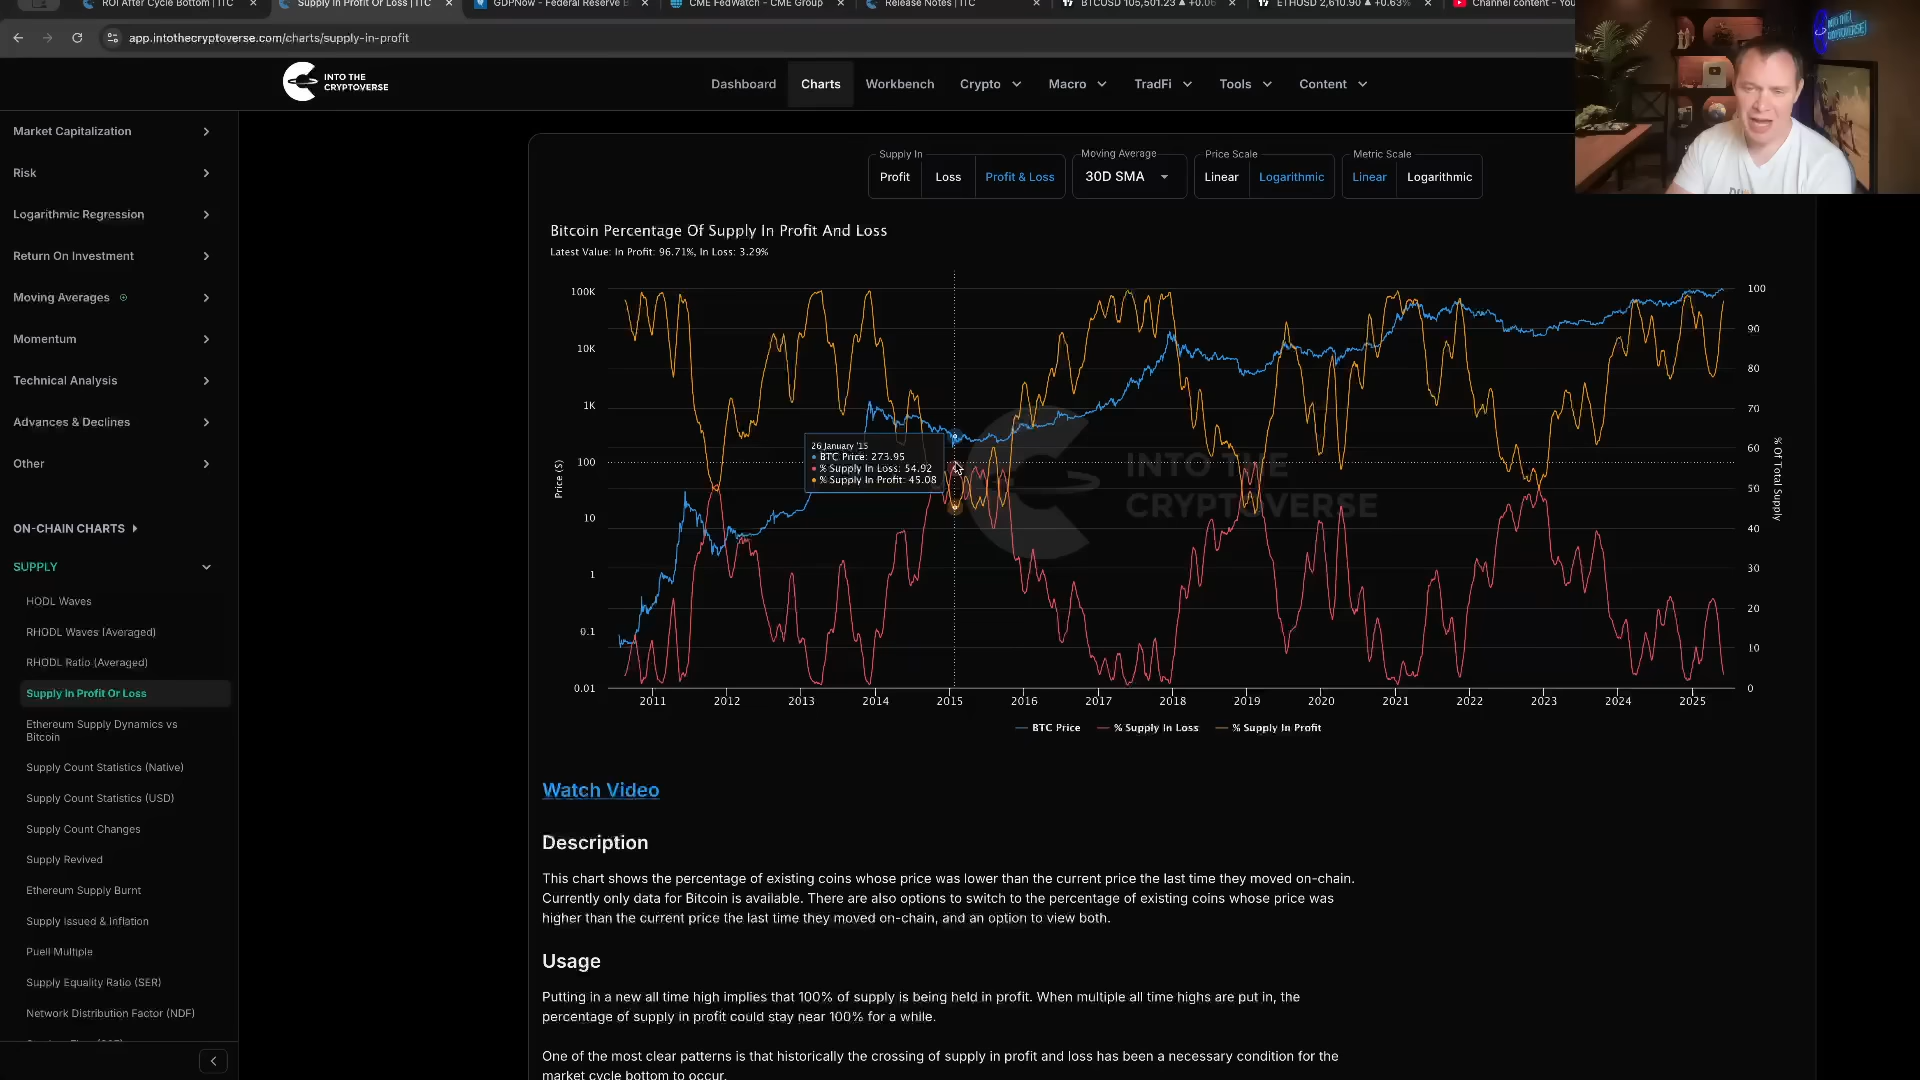 ROI After Cycle Bottom | ITC
Supply In Profit Or Loss | ITC
GDPNow - Federal Reserve B
CME FedWatch - CME Group
Release Notes | ITC
BTCUSD 105,501.23 ▲ +0.06
ETHUSD 2,610.90 ▲ +0.63%
Channel content - You
app.intothecryptoverse.com/charts/supply-in-profit
INTO THE
CRYPTOVERSE
Dashboard
Charts
Workbench
Crypto
Macro
TradFi
Tools
Content
INTO THE
CRYPTOVERSE
Market Capitalization
Risk
Logarithmic Regression
Return On Investment
Moving Averages
Momentum
Technical Analysis
Advances & Declines
Other
ON-CHAIN CHARTS
SUPPLY
HODL Waves
RHODL Waves (Averaged)
RHODL Ratio (Averaged)
Supply In Profit Or Loss
Ethereum Supply Dynamics vs
Bitcoin
Supply Count Statistics (Native)
Supply Count Statistics (USD)
Supply Count Changes
Supply Revived
Ethereum Supply Burnt
Supply Issued & Inflation
Puell Multiple
Supply Equality Ratio (SER)
Network Distribution Factor (NDF)
Supply In
Profit
Loss
Profit & Loss
Moving Average
30D SMA
Price Scale
Linear
Logarithmic
Metric Scale
Linear
Logarithmic
Bitcoin Percentage Of Supply In Profit And Loss
Latest Value: In Profit: 96.71%, In Loss: 3.29%
100K
10K
1K
100
10
1
0.1
0.01
Price ($)
100
90
80
70
60
50
40
30
20
10
0
% Of Total Supply
26 January '15
BTC Price: 273.95
% Supply In Loss: 54.92
% Supply In Profit: 45.08
INTO THE
CRYPTOVERSE
2011 2012 2013 2014 2015 2016 2017 2018 2019 2020 2021 2022 2023 2024 2025
BTC Price
% Supply In Loss
% Supply In Profit
Watch Video
Description
This chart shows the percentage of existing coins whose price was lower than the current price the last time they moved on-chain.
Currently only data for Bitcoin is available. There are also options to switch to the percentage of existing coins whose price was
higher than the current price the last time they moved on-chain, and an option to view both.
Usage
Putting in a new all time high implies that 100% of supply is being held in profit. When multiple all time highs are put in, the
percentage of supply in profit could stay near 100% for a while.
One of the most clear patterns is that historically the crossing of supply in profit and loss has been a necessary condition for the
market cycle bottom to occur.